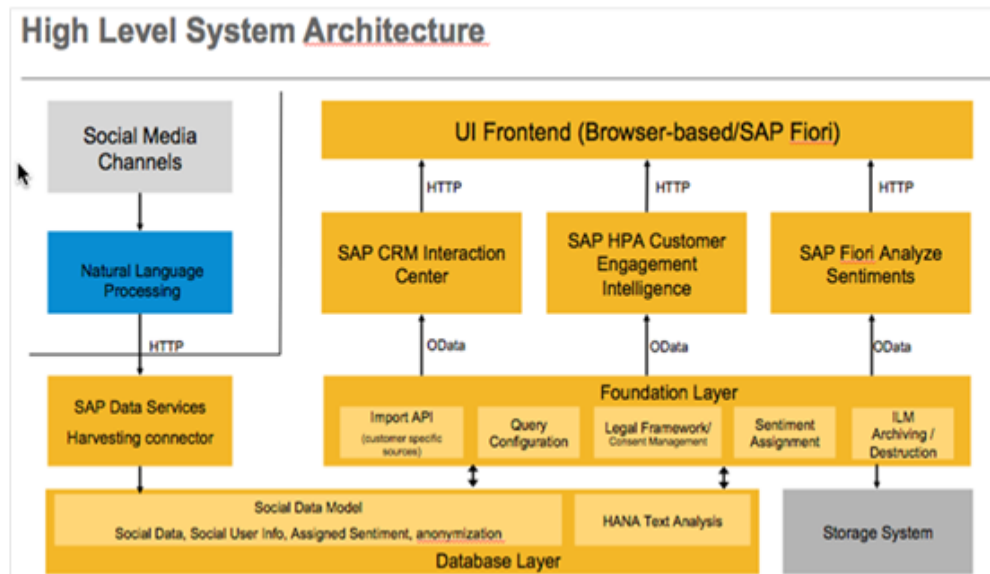 High Level System Architecture
Social Media
Channels
Natural Language
Processing
HTTP
SAP Data Services
Harvesting connector
UI Frontend (Browser-based/SAP Fiori)
HTTP
HTTP
HTTP
SAP CRM Interaction
Center
SAP HPA Customer
Engagement
Intelligence
SAP Fiori Analyze
Sentiments
OData
OData
OData
Foundation Layer
Import API
(customer specific
sources)
Query
Configuration
Legal Framework/
Consent Management
Sentiment
Assignment
ILM
Archiving /
Destruction
Social Data Model
Social Data, Social User Info, Assigned Sentiment, anonymization
HANA Text Analysis
Database Layer
Storage System